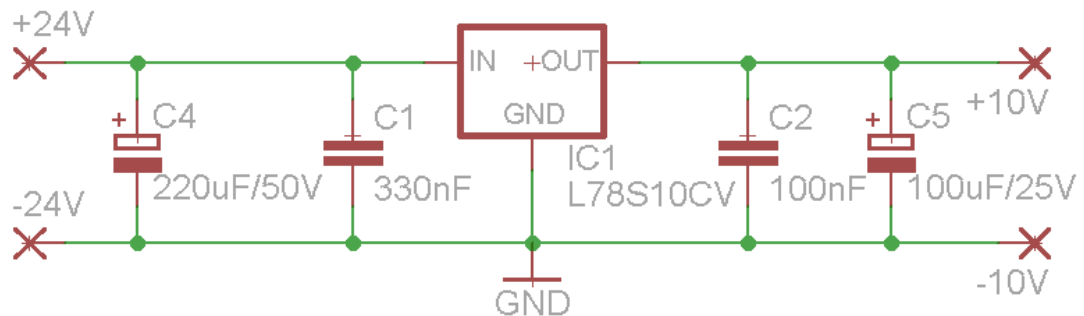 +24V
IN
+OUT
GND
C4
C1
C2
C5
+10V
+
+
220uF/50V
330nF
IC1
L78S10CV
100nF
100uF/25V
-24V
-10V
GND